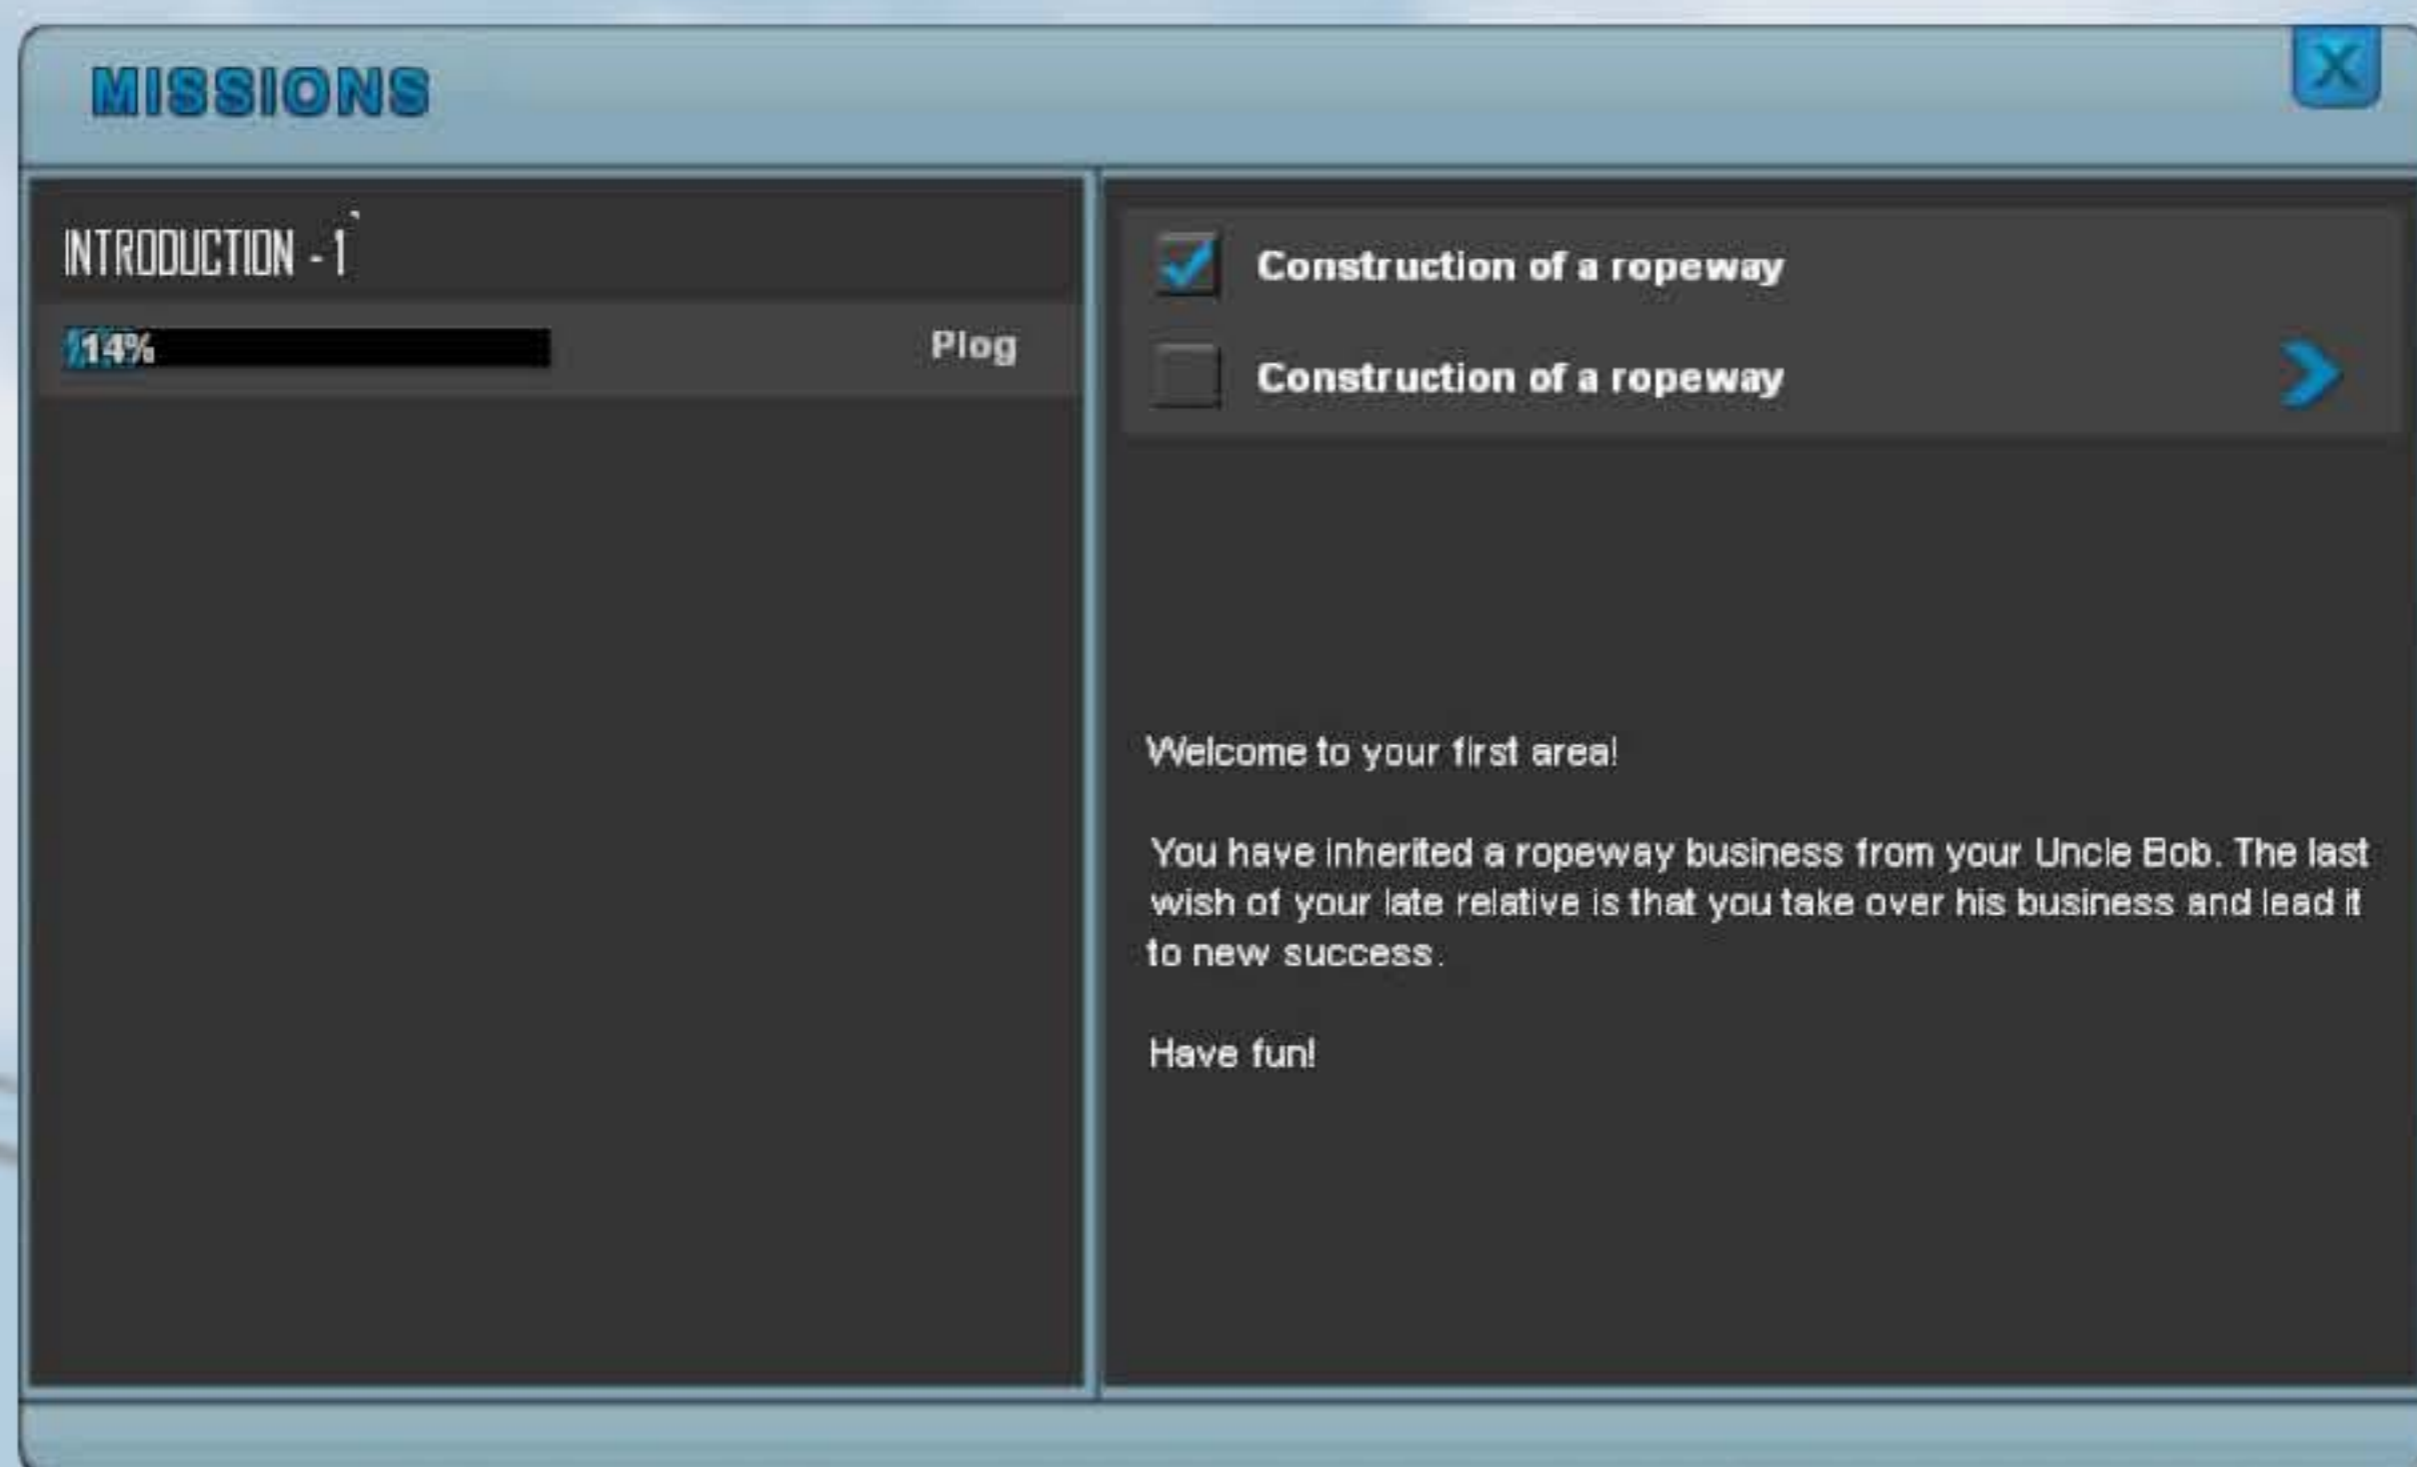 MISSIONS
X
INTRODUCTION - 1
14%
Plog
Construction of a ropeway
Construction of a ropeway
Welcome to your first area!
You have inherited a ropeway business from your Uncle Bob. The last
wish of your late relative is that you take over his business and lead it
to new success.
Have fun!